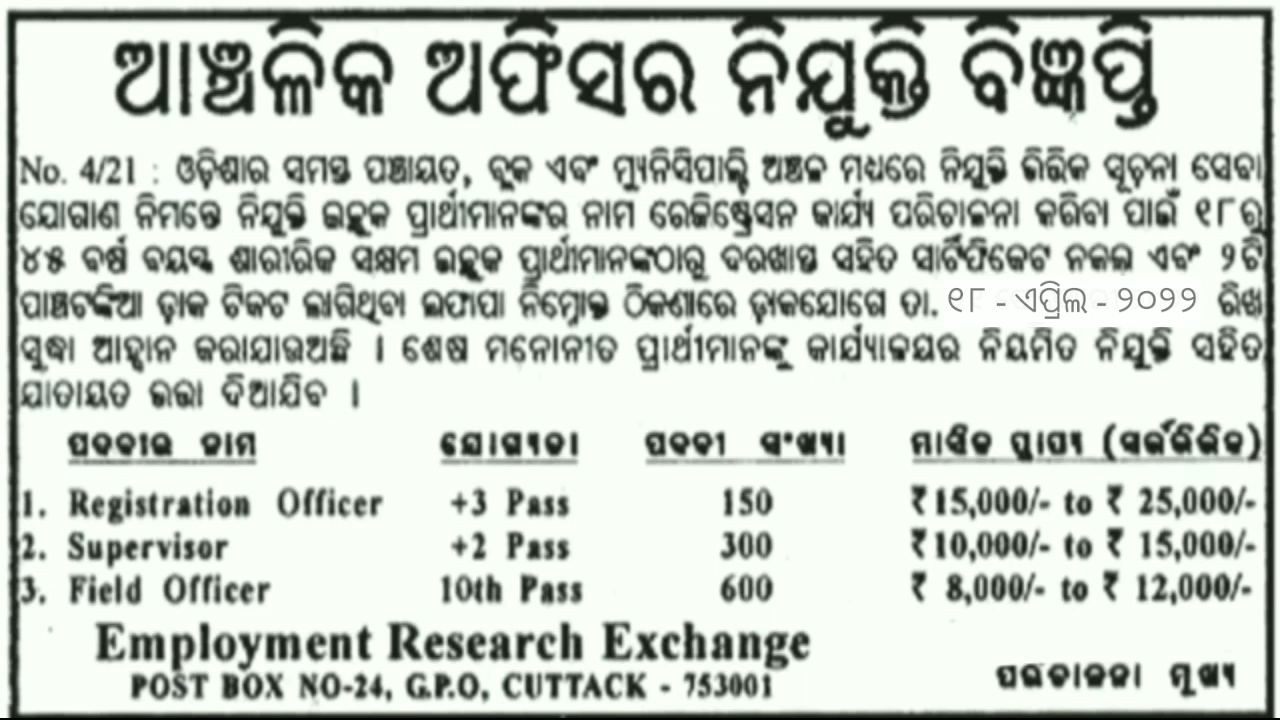 ଆଞ୍ଚଳିକ ଅଫିସର ନିଯୁକ୍ତି ବିଜ୍ଞପ୍ତି
No. 4/21 : ଓଡ଼ିଶାର ସମସ୍ତ ପଞ୍ଚାୟତ, ବ୍ଲକ ଏବଂ ମ୍ୟୁନିସିପାଲ୍ଟି ଅଞ୍ଚଳ ମଧ୍ୟରେ ନିଯୁକ୍ତି ଭିତ୍ତିକ ସୂଚନା ସେବା
ଯୋଗାଣ ନିମନ୍ତେ ନିଯୁକ୍ତି ଇଚ୍ଛୁକ ପ୍ରାର୍ଥୀମାନଙ୍କର ନାମ ରେଜିଷ୍ଟ୍ରେସନ କାର୍ଯ୍ୟ ପରିଚାଳନା କରିବା ପାଇଁ ୧୮ରୁ
୪୫ ବର୍ଷ ବୟସ୍କ ଶାରୀରିକ ସକ୍ଷମ ଇଚ୍ଛୁକ ପ୍ରାର୍ଥୀମାନଙ୍କଠାରୁ ଦରଖାସ୍ତ ସହିତ ସାର୍ଟିଫିକେଟ ନକଲ ଏବଂ ୨ଟି
ପାଞ୍ଚଟଙ୍କିଆ ଡାକ ଟିକଟ ଲାଗିଥିବା ଲଫାପା ନିମ୍ନୋକ୍ତ ଠିକଣାରେ ଡାକଯୋଗେ ତା. ୧୮ - ଏପ୍ରିଲ - ୨୦୨୨ ରିଖ
ସୁଦ୍ଧା ଆହ୍ୱାନ କରାଯାଉଅଛି । ଶେଷ ମନୋନୀତ ପ୍ରାର୍ଥୀମାନଙ୍କୁ କାର୍ଯ୍ୟାଳୟର ନିୟମିତ ନିଯୁକ୍ତି ସହିତ
ଯାତାୟତ ଭତ୍ତା ଦିଆଯିବ ।
ପଦବୀର ନାମ ଯୋଗ୍ୟତା ପଦବୀ ସଂଖ୍ୟା ମାସିକ ପ୍ରାପ୍ୟ (ସର୍ତ୍ତଭିତ୍ତିକ)
1. Registration Officer +3 Pass 150 ₹15,000/- to ₹ 25,000/-
2. Supervisor +2 Pass 300 ₹10,000/- to ₹ 15,000/-
3. Field Officer 10th Pass 600 ₹ 8,000/- to ₹ 12,000/-
Employment Research Exchange
POST BOX NO-24, G.P.O, CUTTACK - 753001
ପରିଚାଳନା ମୁଖ୍ୟ